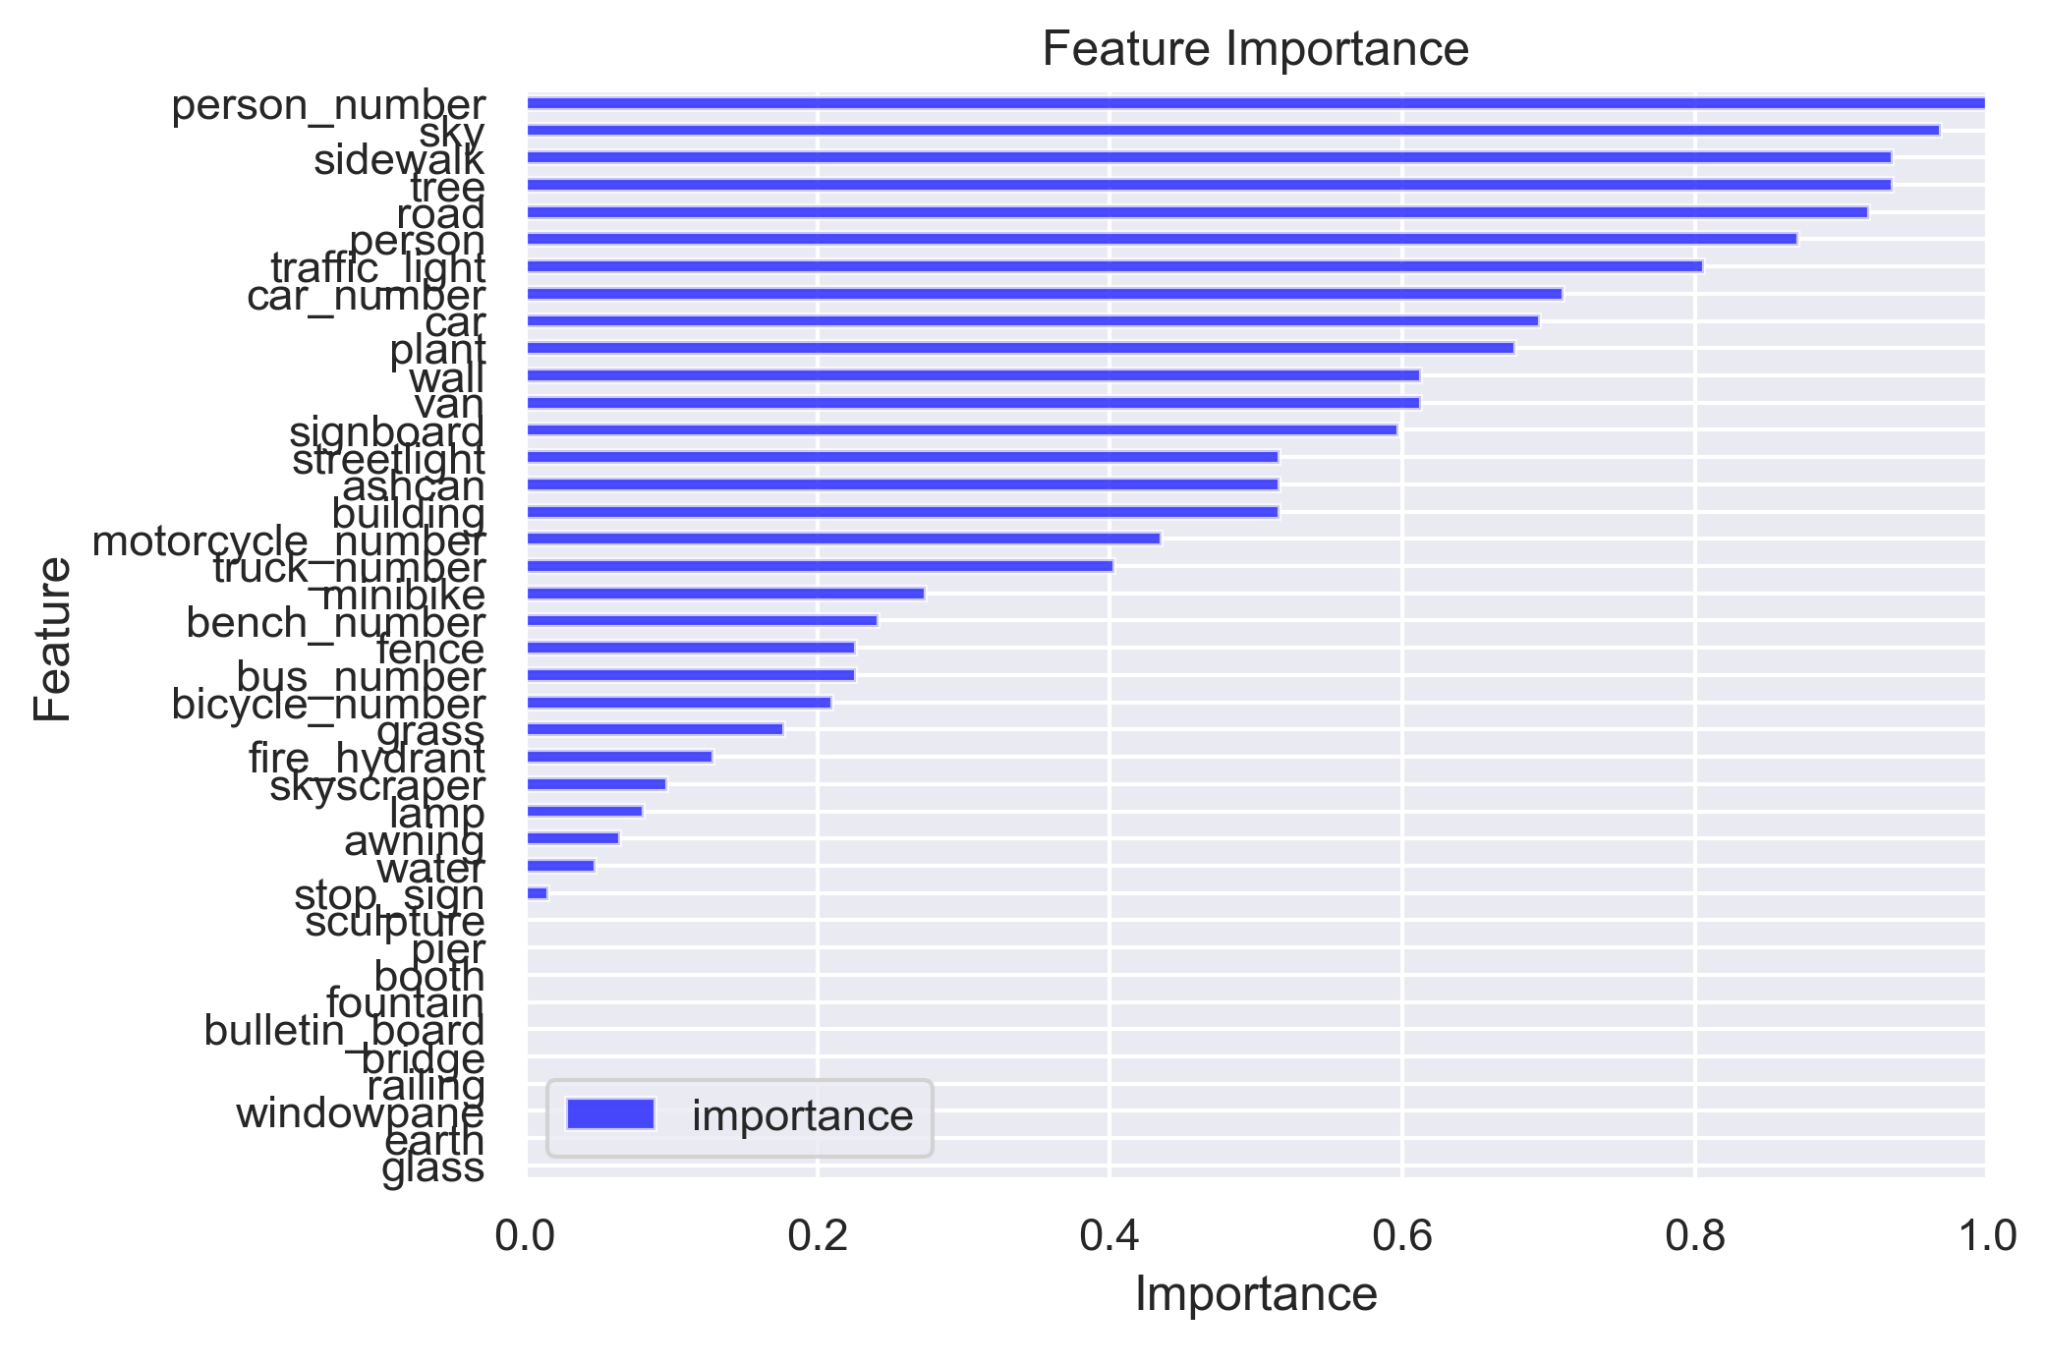 Feature Importance
person_number
sky
sidewalk
tree
road
person
traffic_light
car_number
car
plant
wall
van
signboard
streetlight
ashcan
building
motorcycle_number
truck_number
minibike
bench_number
fence
bus_number
bicycle_number
grass
fire_hydrant
skyscraper
lamp
awning
water
stop_sign
sculpture
pier
booth
fountain
bulletin_board
bridge
railing
windowpane
earth
glass
Feature
importance
0.0 0.2 0.4 0.6 0.8 1.0
Importance